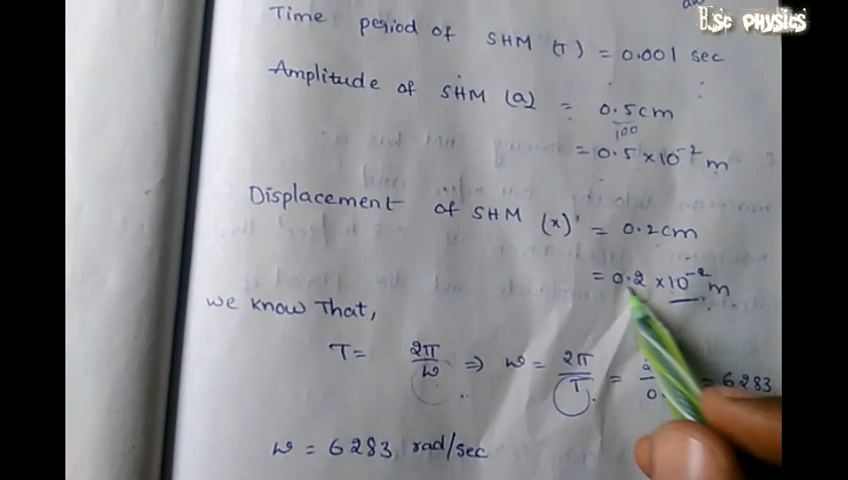 B.Sc PHYSICS
Time period of SHM (T) = 0.001 sec
Amplitude of SHM (a) = 0.5cm
100
= 0.5 × 10⁻² m
Displacement of SHM (x) = 0.2cm
= 0.2 × 10⁻² m
we know That,
T = 2π/ω ⇒ ω = 2π/T = = 6283
ω = 6283 rad/sec